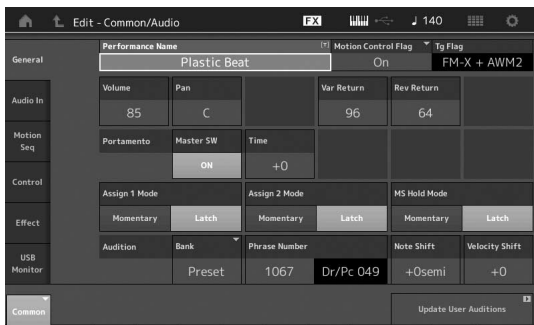 Edit - Common/Audio FX 140
General
Performance Name Motion Control Flag Tg Flag
Plastic Beat On FM-X + AWM2
Audio In
Volume Pan Var Return Rev Return
85 C 96 64
Motion Seq
Portamento Master SW Time
ON +0
Control
Assign 1 Mode Assign 2 Mode MS Hold Mode
Momentary Latch Momentary Latch Momentary Latch
Effect
Audition Bank Phrase Number Note Shift Velocity Shift
Preset 1067 Dr/Pc 049 +0semi +0
USB Monitor
Common Update User Auditions